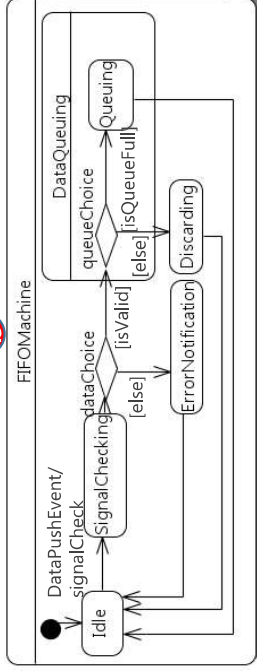 FIFOMachine
DataPushEvent/
signalCheck
Idle
SignalChecking
dataChoice
[isValid]
[else]
ErrorNotification
DataQueuing
queueChoice
[isQueueFull]
[else]
Queuing
Discarding